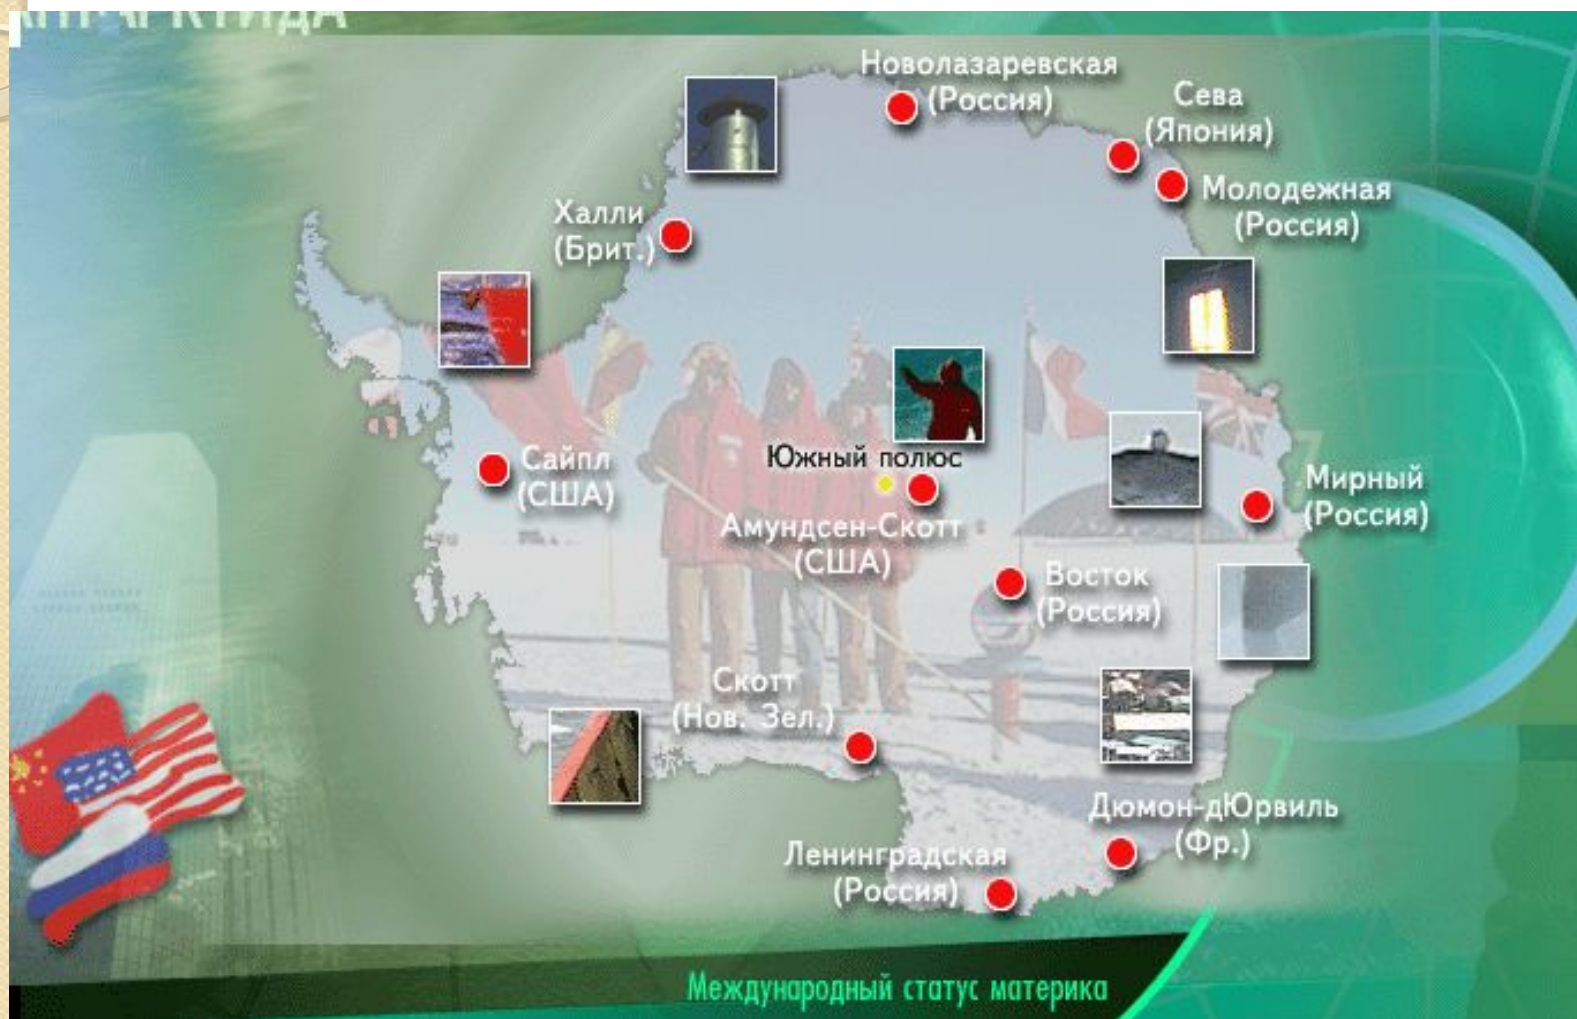 АНТАРКТИДА
Новолазаревская
(Россия)
Сева
(Япония)
Молодежная
(Россия)
Халли
(Брит.)
Сайпл
(США)
Южный полюс
Амундсен-Скотт
(США)
Мирный
(Россия)
Восток
(Россия)
Скотт
(Нов. Зел.)
Дюмон-дЮрвиль
(Фр.)
Ленинградская
(Россия)
Международный статус материка